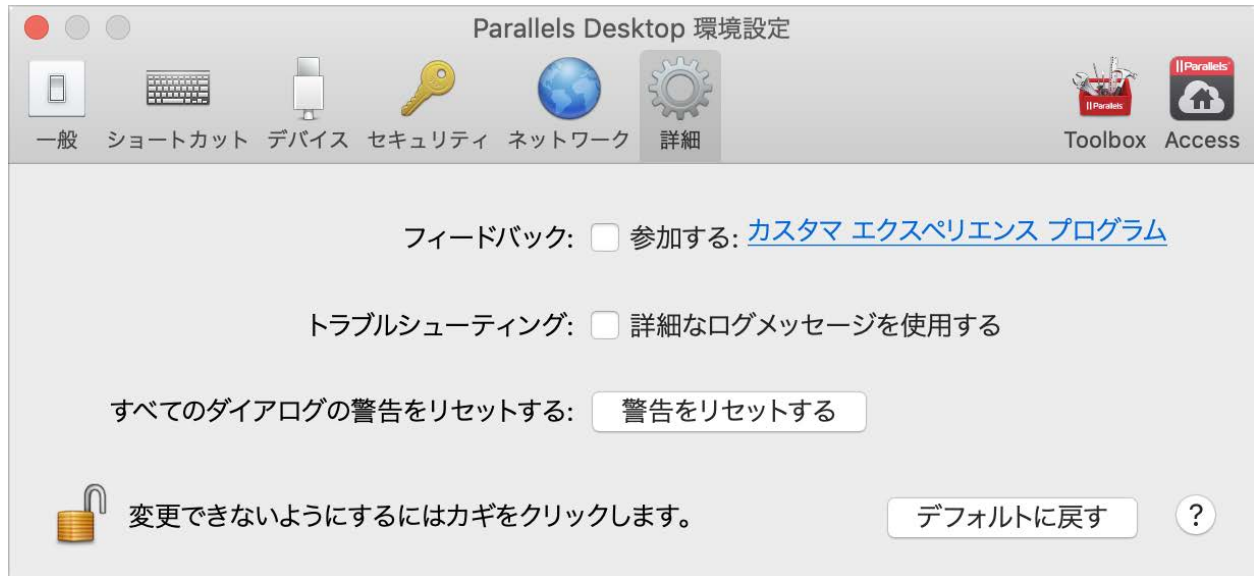 Parallels Desktop 環境設定
||Parallels
||Parallels®
一般 ショートカット デバイス セキュリティ ネットワーク 詳細 Toolbox Access
フィードバック: 参加する: カスタマ エクスペリエンス プログラム
トラブルシューティング: 詳細なログメッセージを使用する
すべてのダイアログの警告をリセットする: 警告をリセットする
変更できないようにするにはカギをクリックします。 デフォルトに戻す ?